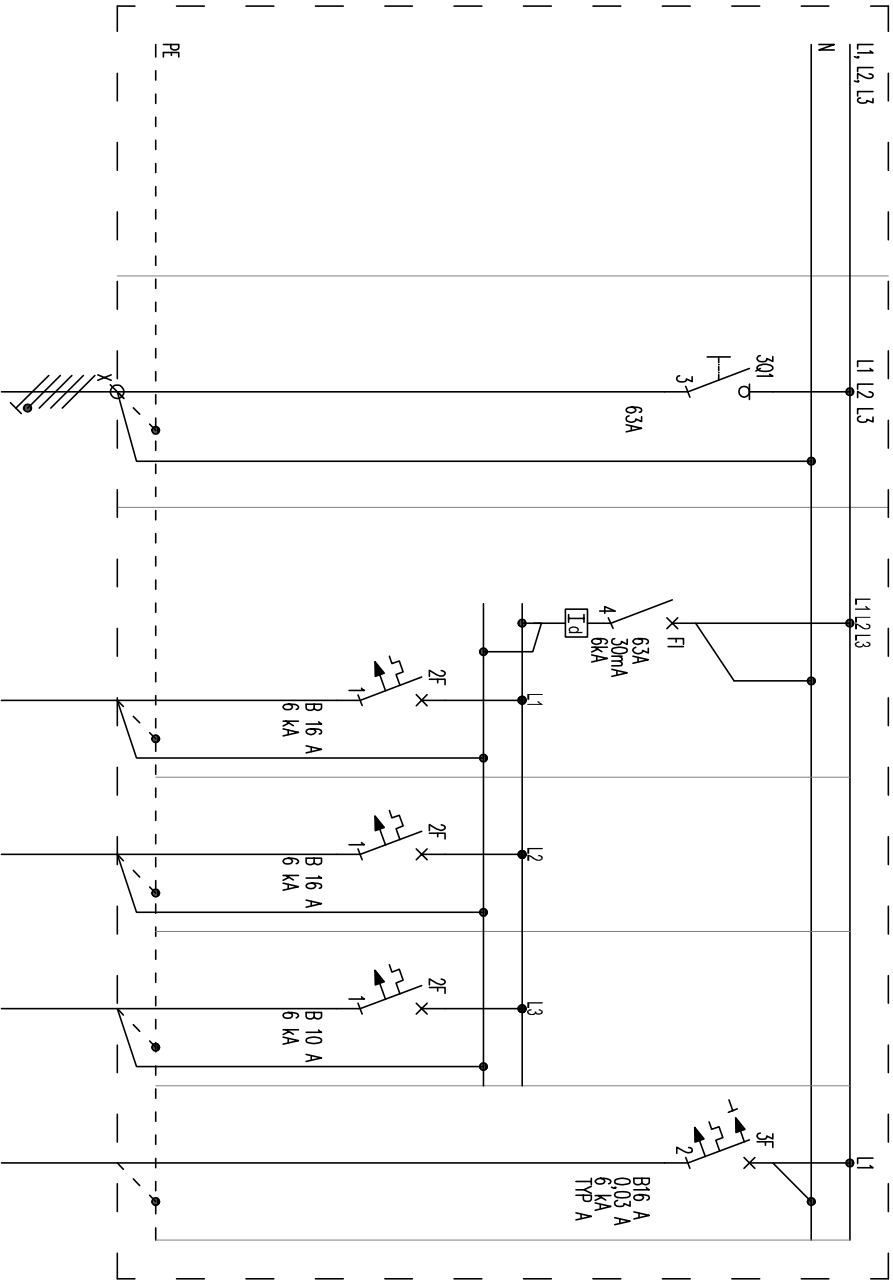 L1, L2, L3
N
PE
L1 L2 L3
3Q1
3
63A
X
L1 L2 L3
FI
4
63A
30mA
6kA
Id
L1
2F
1
B 16 A
6 kA
L2
2F
1
B 16 A
6 kA
L3
2F
1
B 10 A
6 kA
L1
3F
2
B16 A
0,03 A
6 kA
TYP A